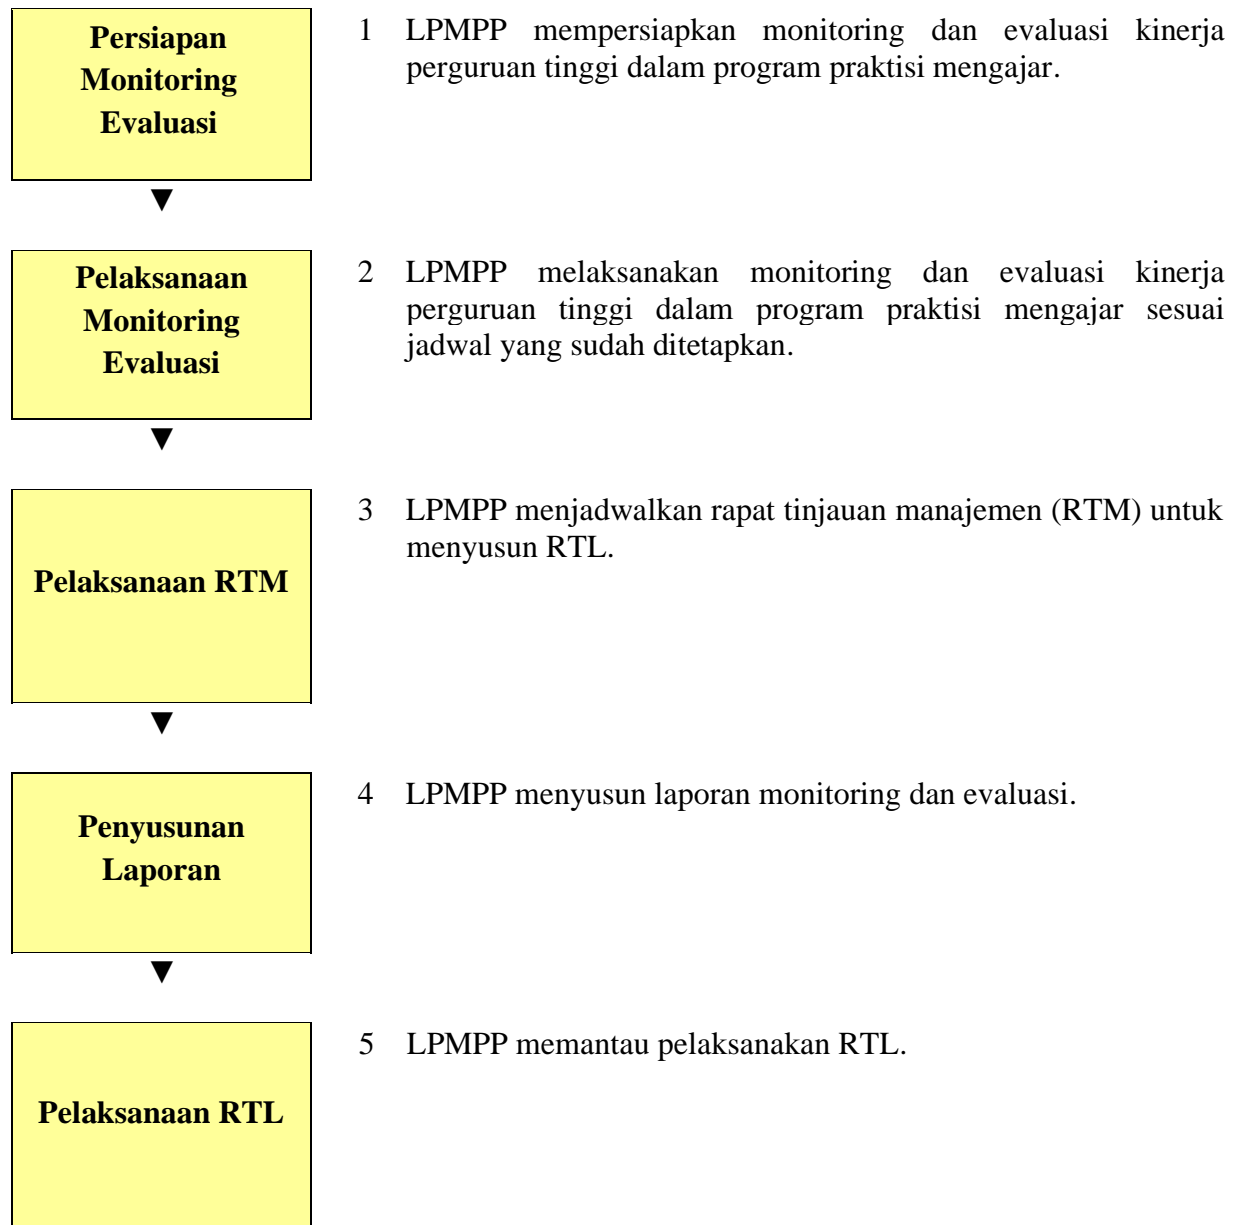 Persiapan
Monitoring
Evaluasi
1 LPMPP mempersiapkan monitoring dan evaluasi kinerja
perguruan tinggi dalam program praktisi mengajar.
▼
Pelaksanaan
Monitoring
Evaluasi
2 LPMPP melaksanakan monitoring dan evaluasi kinerja
perguruan tinggi dalam program praktisi mengajar sesuai
jadwal yang sudah ditetapkan.
▼
Pelaksanaan RTM
3 LPMPP menjadwalkan rapat tinjauan manajemen (RTM) untuk
menyusun RTL.
▼
Penyusunan
Laporan
4 LPMPP menyusun laporan monitoring dan evaluasi.
▼
Pelaksanaan RTL
5 LPMPP memantau pelaksanakan RTL.